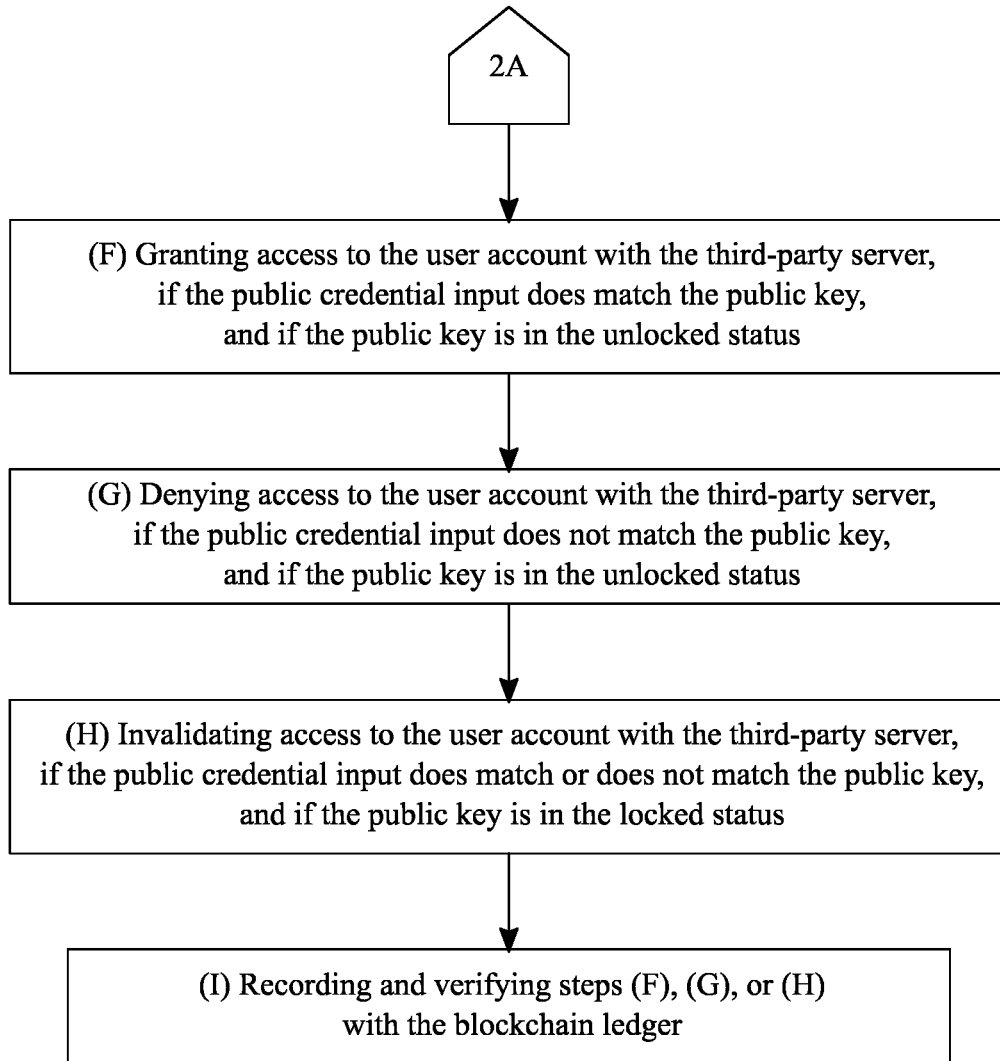 2A
(F) Granting access to the user account with the third-party server,
if the public credential input does match the public key,
and if the public key is in the unlocked status
(G) Denying access to the user account with the third-party server,
if the public credential input does not match the public key,
and if the public key is in the unlocked status
(H) Invalidating access to the user account with the third-party server,
if the public credential input does match or does not match the public key,
and if the public key is in the locked status
(I) Recording and verifying steps (F), (G), or (H)
with the blockchain ledger